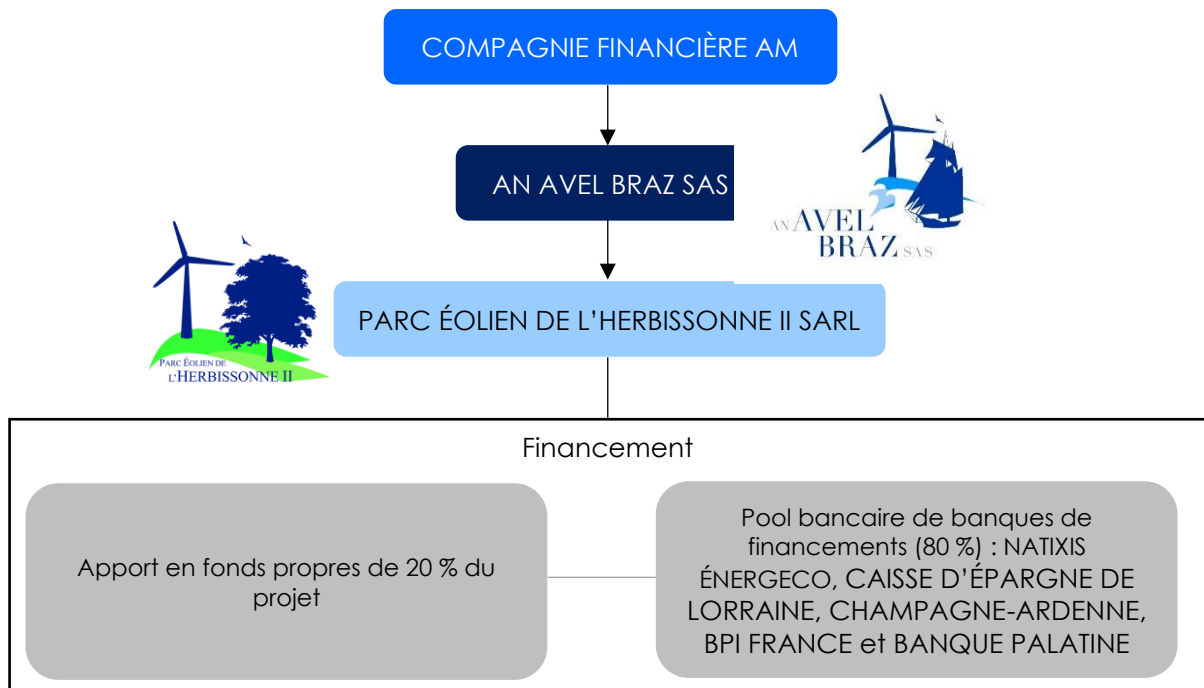 COMPAGNIE FINANCIÈRE AM
AN AVEL BRAZ SAS
AN AVEL
BRAZ SAS
PARC ÉOLIEN DE
L'HERBISSONNE II
PARC ÉOLIEN DE L’HERBISSONNE II SARL
Financement
Apport en fonds propres de 20 % du
projet
Pool bancaire de banques de
financements (80 %) : NATIXIS
ÉNERGECO, CAISSE D’ÉPARGNE DE
LORRAINE, CHAMPAGNE-ARDENNE,
BPI FRANCE et BANQUE PALATINE